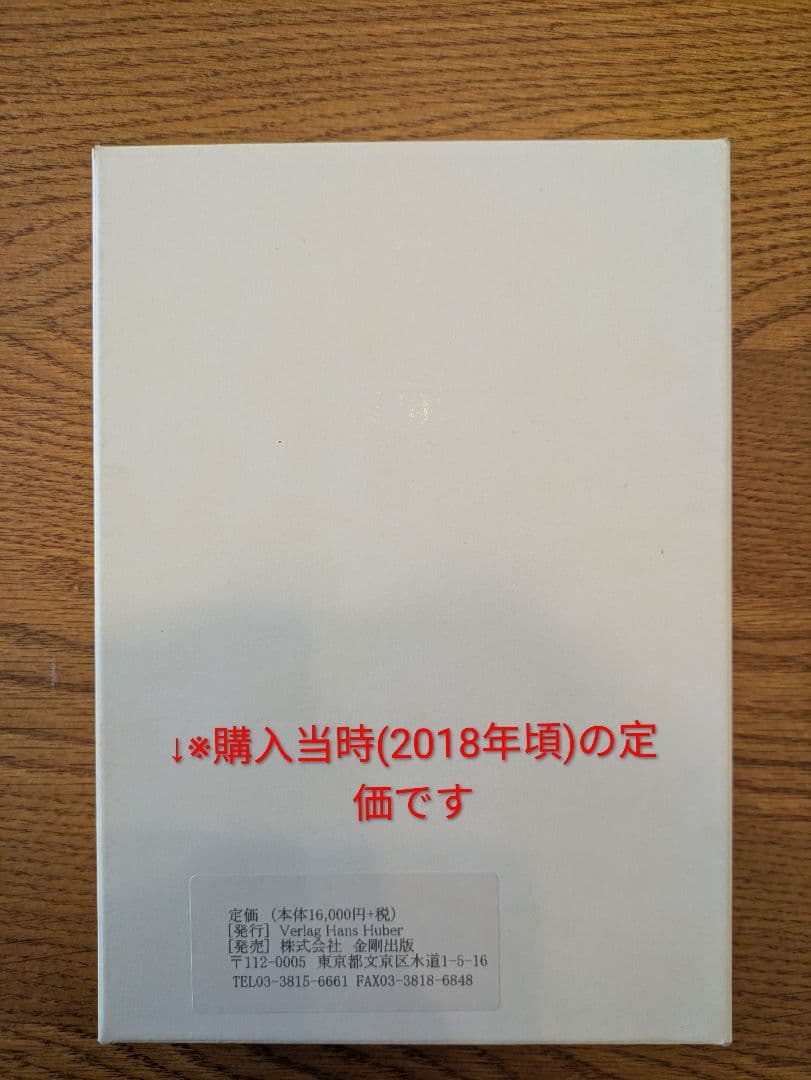 ↓※購入当時(2018年頃)の定
価です
定価 （本体16,000円+税）
[発行] Verlag Hans Huber
[発売] 株式会社 金剛出版
〒112-0005 東京都文京区水道1-5-16
TEL03-3815-6661 FAX03-3818-6848